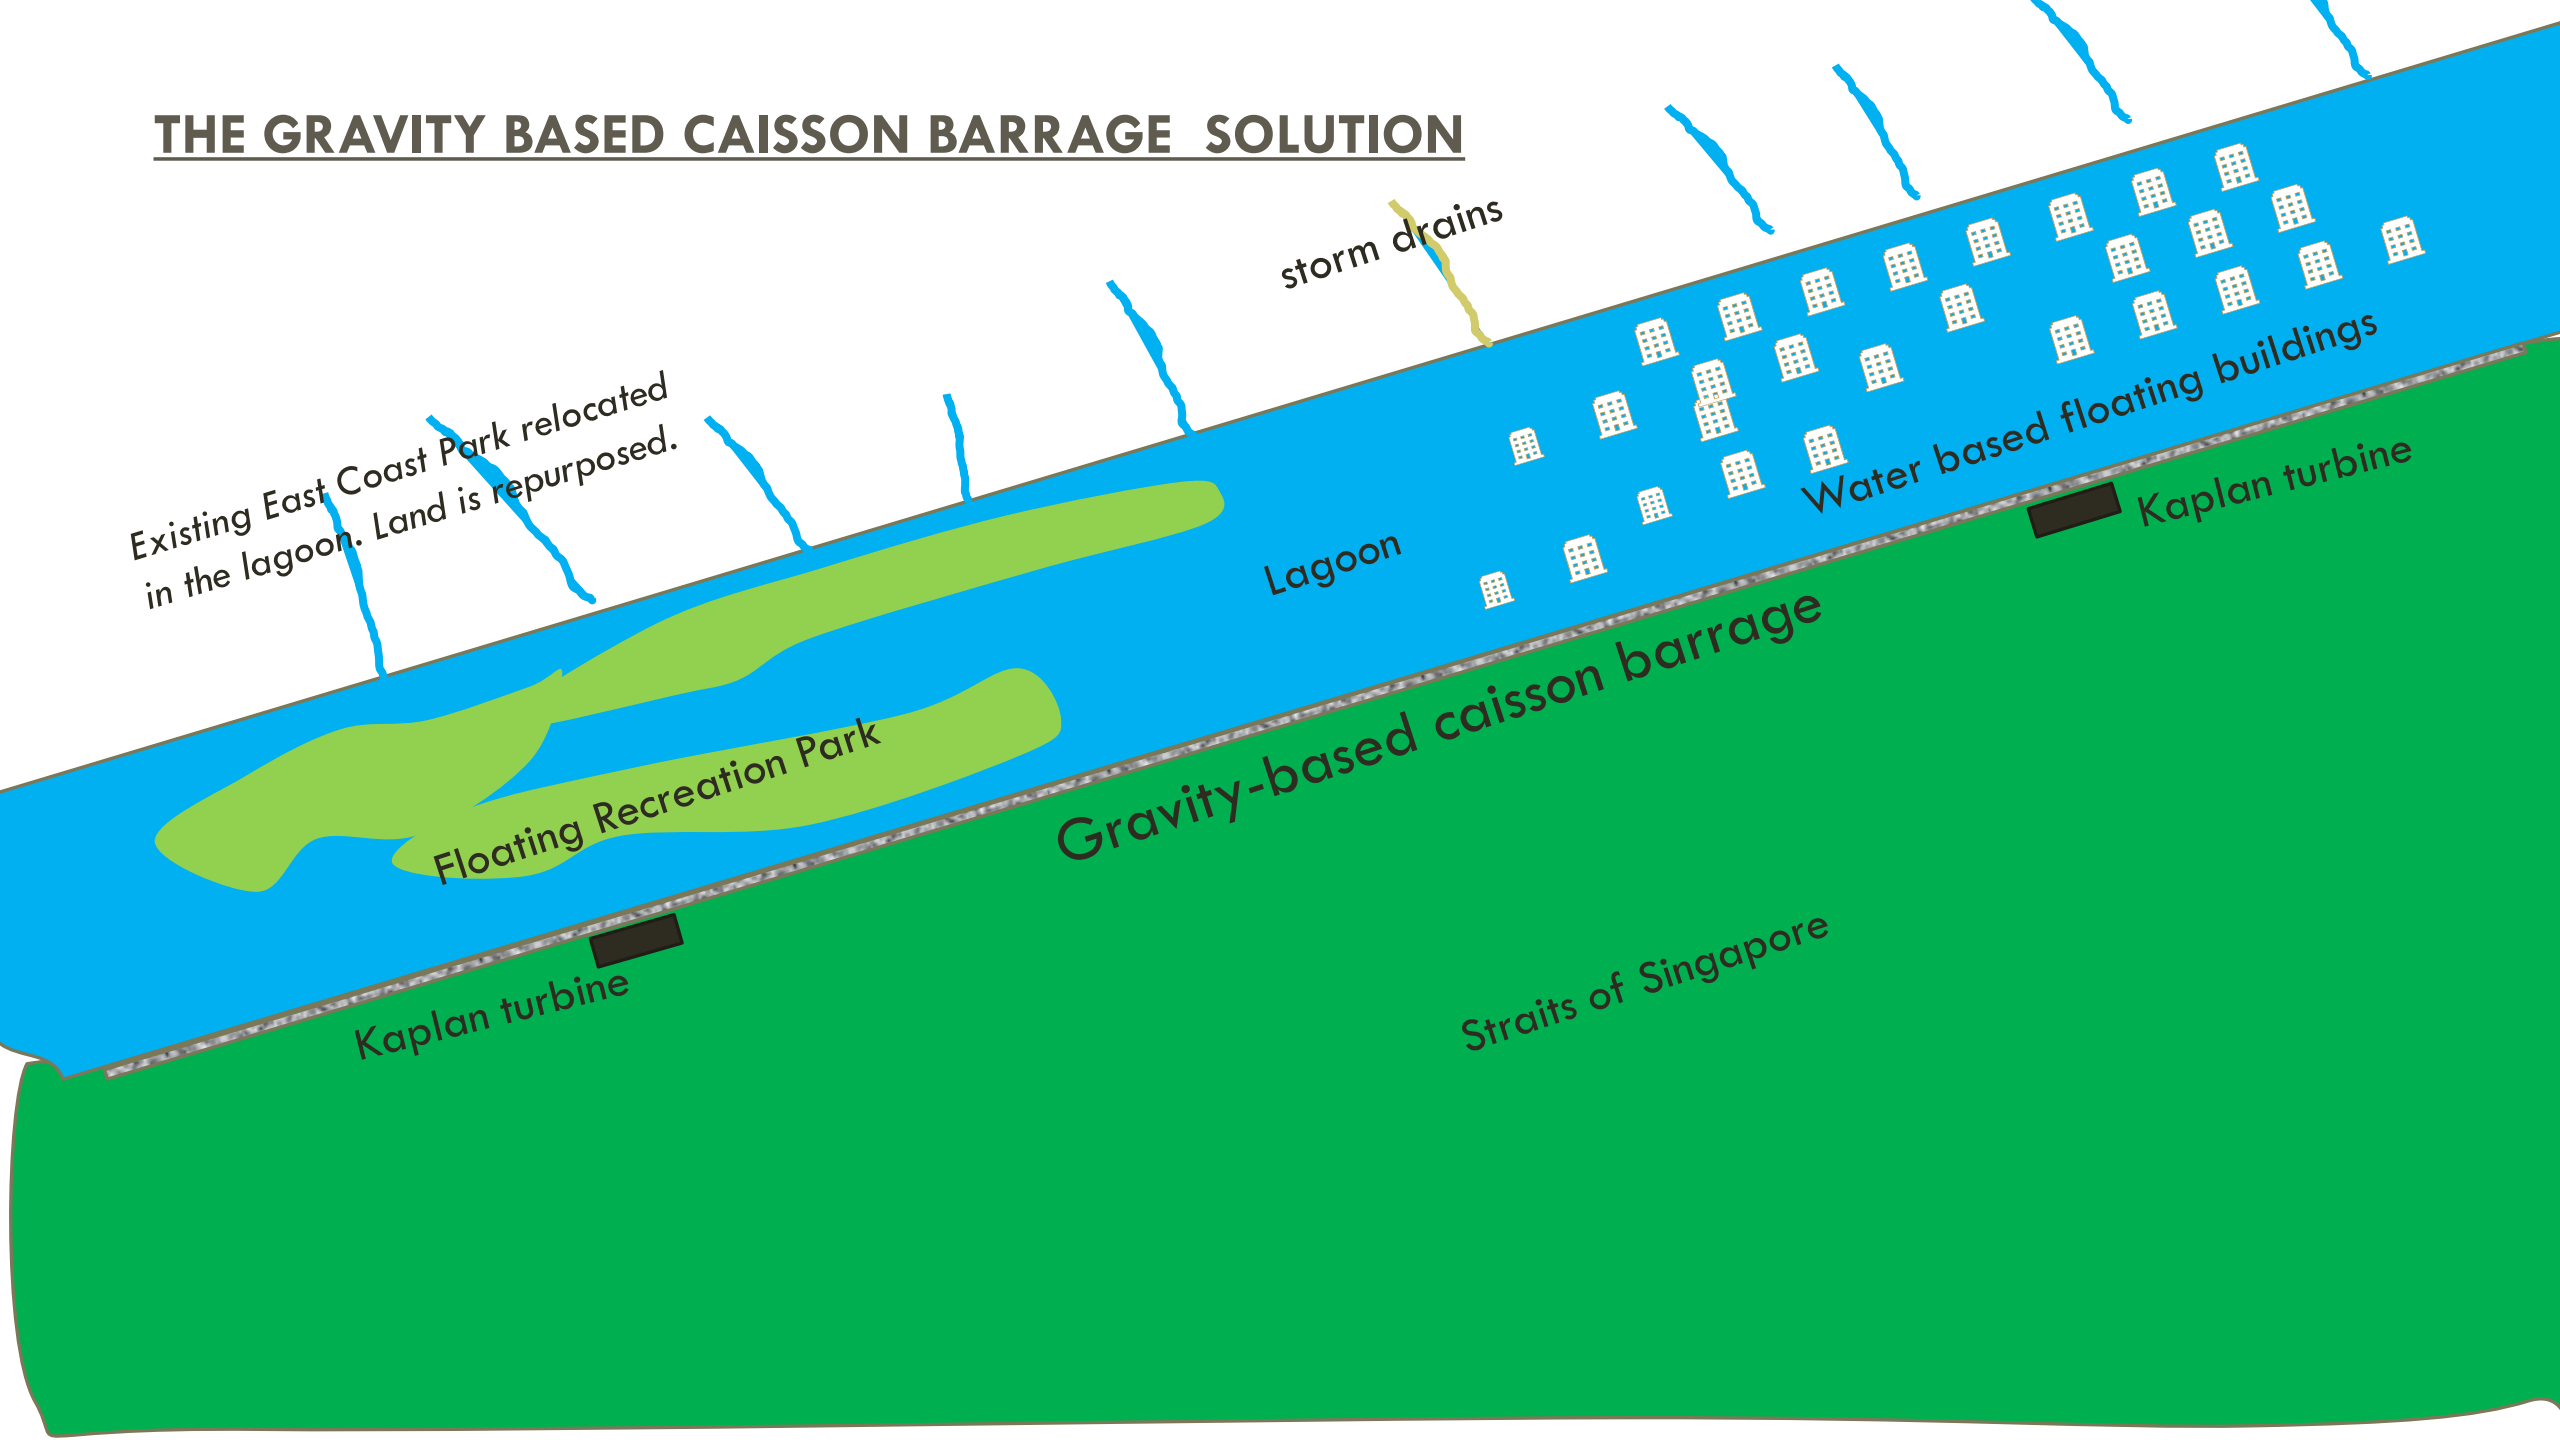 THE GRAVITY BASED CAISSON BARRAGE  SOLUTION
storm drains
Existing East Coast Park relocated
in the lagoon. Land is repurposed.
Water based floating buildings
Kaplan turbine
Lagoon
Gravity-based caisson barrage
Floating Recreation Park
Kaplan turbine
Straits of Singapore